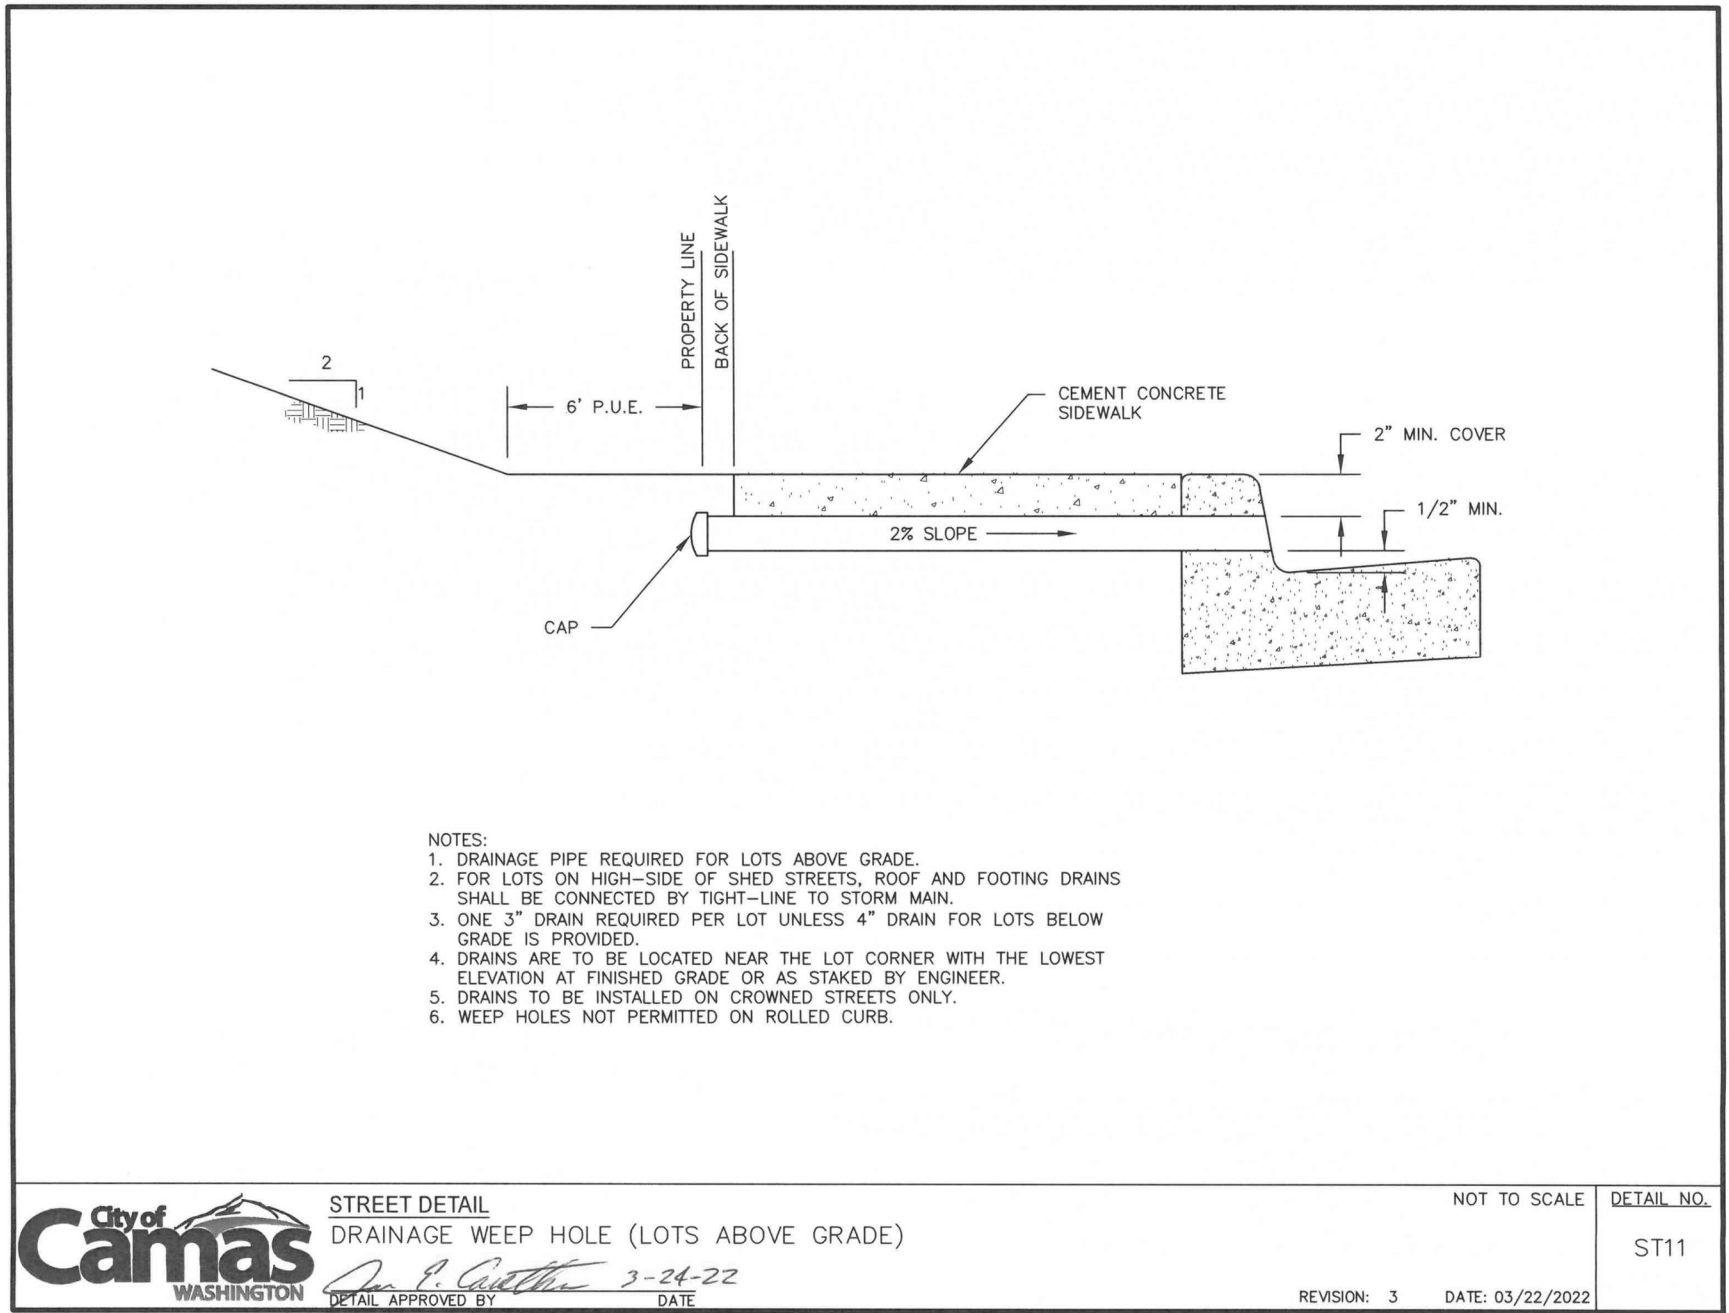 PROPERTY LINE
BACK OF SIDEWALK
2
1
6' P.U.E.
CEMENT CONCRETE
SIDEWALK
2" MIN. COVER
1/2" MIN.
2% SLOPE
CAP
NOTES:
1. DRAINAGE PIPE REQUIRED FOR LOTS ABOVE GRADE.
2. FOR LOTS ON HIGH-SIDE OF SHED STREETS, ROOF AND FOOTING DRAINS
SHALL BE CONNECTED BY TIGHT-LINE TO STORM MAIN.
3. ONE 3" DRAIN REQUIRED PER LOT UNLESS 4" DRAIN FOR LOTS BELOW
GRADE IS PROVIDED.
4. DRAINS ARE TO BE LOCATED NEAR THE LOT CORNER WITH THE LOWEST
ELEVATION AT FINISHED GRADE OR AS STAKED BY ENGINEER.
5. DRAINS TO BE INSTALLED ON CROWNED STREETS ONLY.
6. WEEP HOLES NOT PERMITTED ON ROLLED CURB.
City of
Camas
WASHINGTON
STREET DETAIL
DRAINAGE WEEP HOLE (LOTS ABOVE GRADE)
3-24-22
DETAIL APPROVED BY DATE
NOT TO SCALE
REVISION: 3 DATE: 03/22/2022
DETAIL NO.
ST11